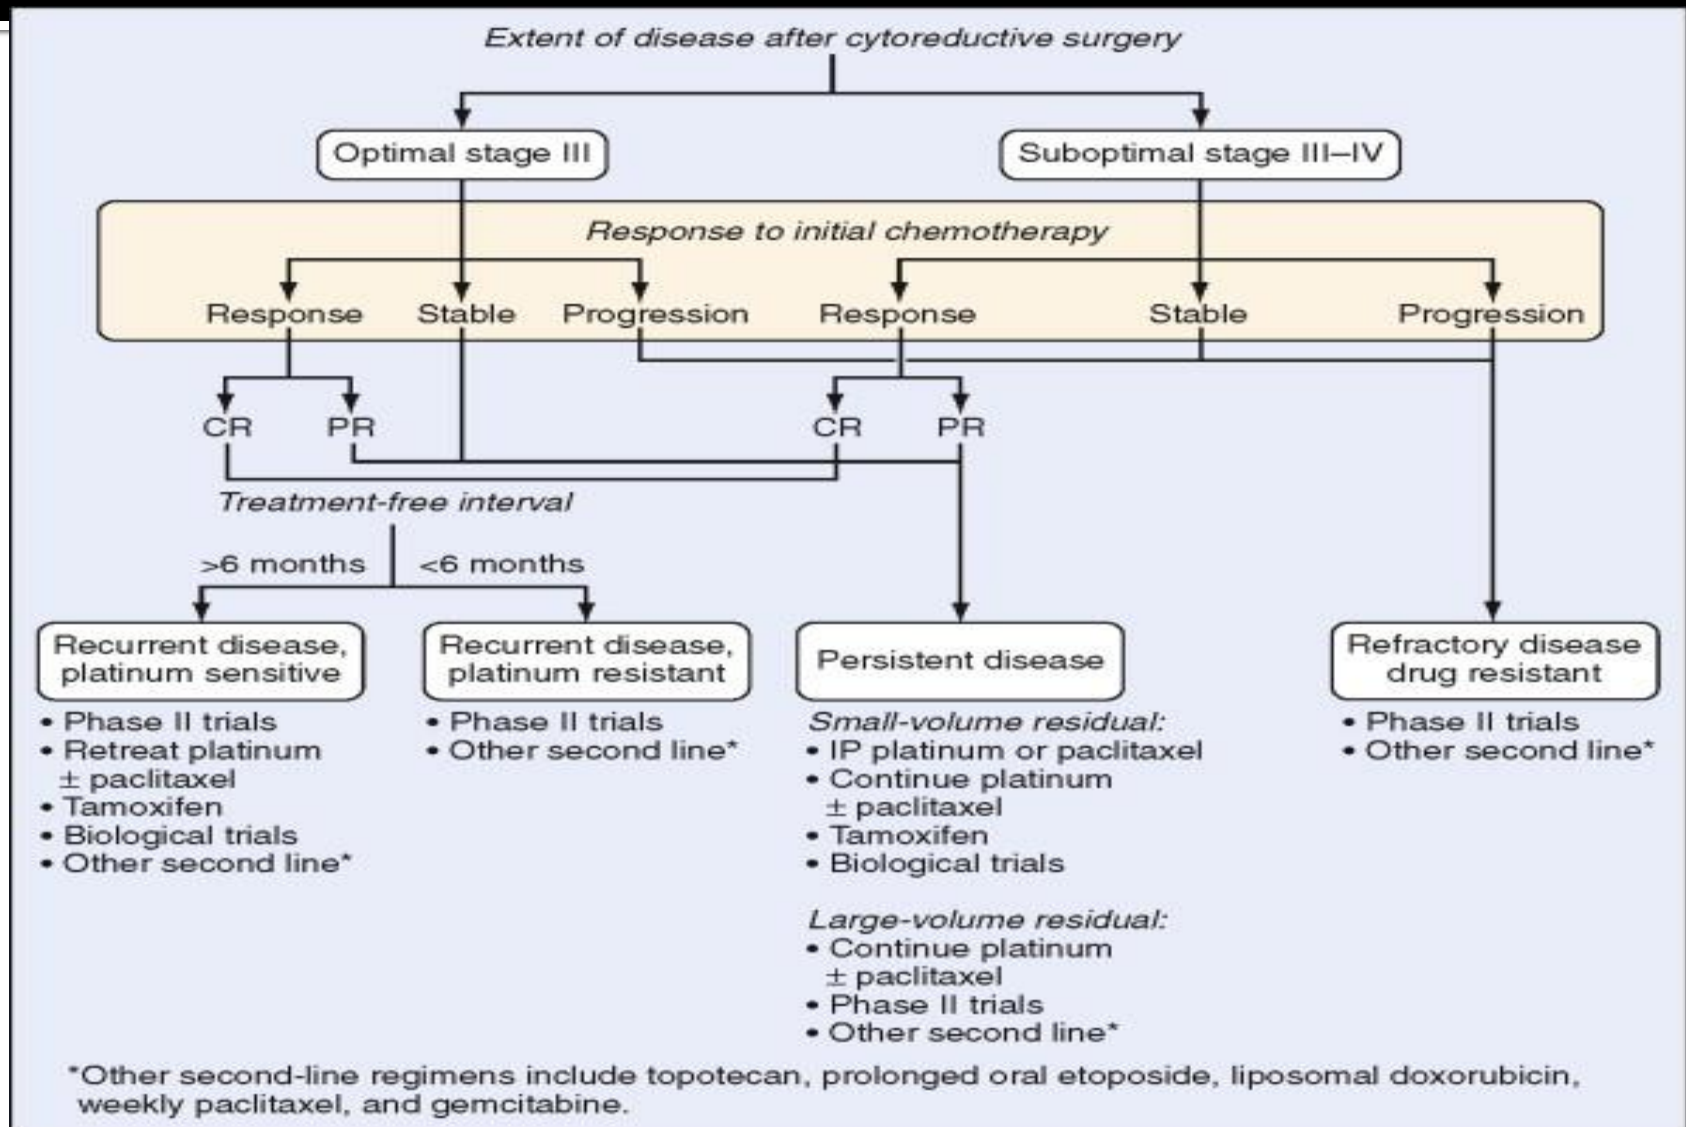 Extent of disease after cytoreductive surgery
Optimal stage III
Suboptimal stage III–IV
Response to initial chemotherapy
Response
Stable
Progression
Response
Stable
Progression
CR
PR
CR
PR
Treatment-free interval
>6 months
<6 months
Recurrent disease,
platinum sensitive
• Phase II trials
• Retreat platinum
± paclitaxel
• Tamoxifen
• Biological trials
• Other second line*
Recurrent disease,
platinum resistant
• Phase II trials
• Other second line*
Persistent disease
Small-volume residual:
• IP platinum or paclitaxel
• Continue platinum
± paclitaxel
• Tamoxifen
• Biological trials
Large-volume residual:
• Continue platinum
± paclitaxel
• Phase II trials
• Other second line*
Refractory disease
drug resistant
• Phase II trials
• Other second line*
*Other second-line regimens include topotecan, prolonged oral etoposide, liposomal doxorubicin,
weekly paclitaxel, and gemcitabine.